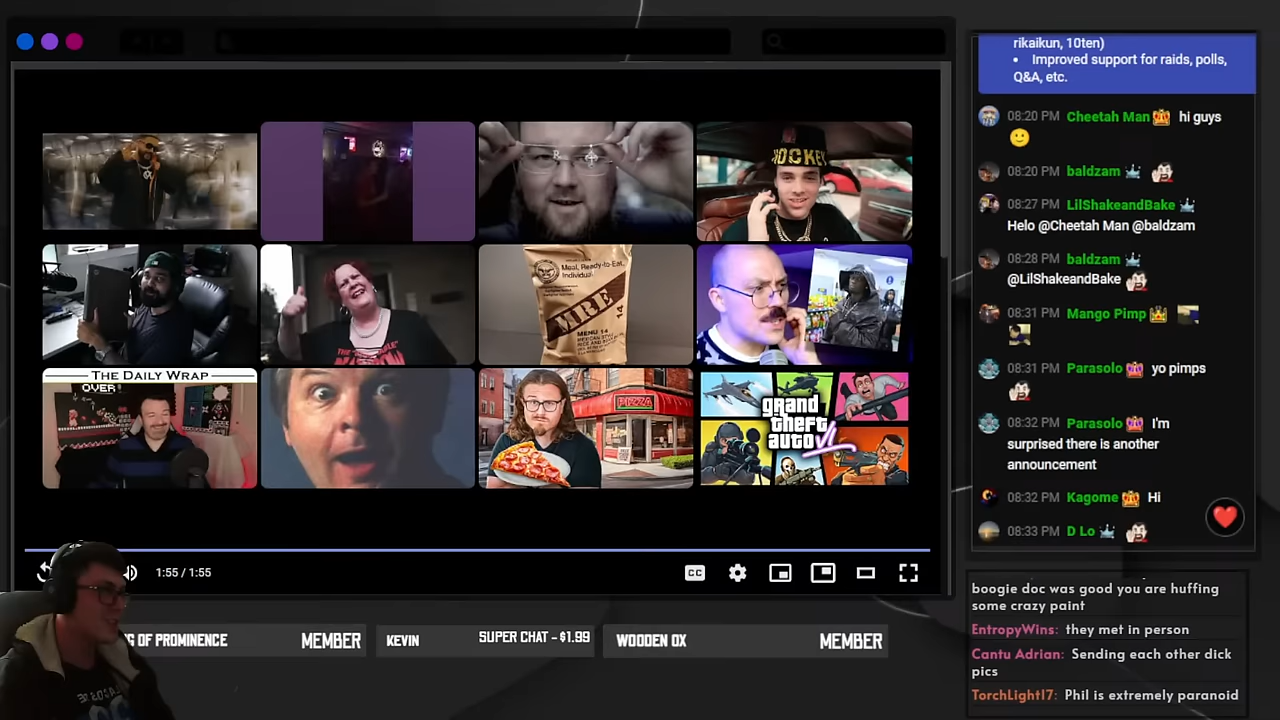 HOCKEY
Meal, Ready-to-Eat,
Individual
MRE
MENU 14
THE DAILY WRAP
OVER
PIZZA
grand
theft
auto VI
1:55 / 1:55
CC
G OF PROMINENCE MEMBER
KEVIN SUPER CHAT - $1.99
WOODEN OX MEMBER
rikaikun, 10ten)
• Improved support for raids, polls,
Q&A, etc.
08:20 PM Cheetah Man hi guys
08:20 PM baldzam
08:27 PM LilShakeandBake
Helo @Cheetah Man @baldzam
08:28 PM baldzam
@LilShakeandBake
08:31 PM Mango Pimp
08:31 PM Parasolo yo pimps
08:32 PM Parasolo I'm
surprised there is another
announcement
08:32 PM Kagome Hi
08:33 PM D Lo
boogie doc was good you are huffing
some crazy paint
EntropyWins: they met in person
Cantu Adrian: Sending each other dick
pics
TorchLight17: Phil is extremely paranoid